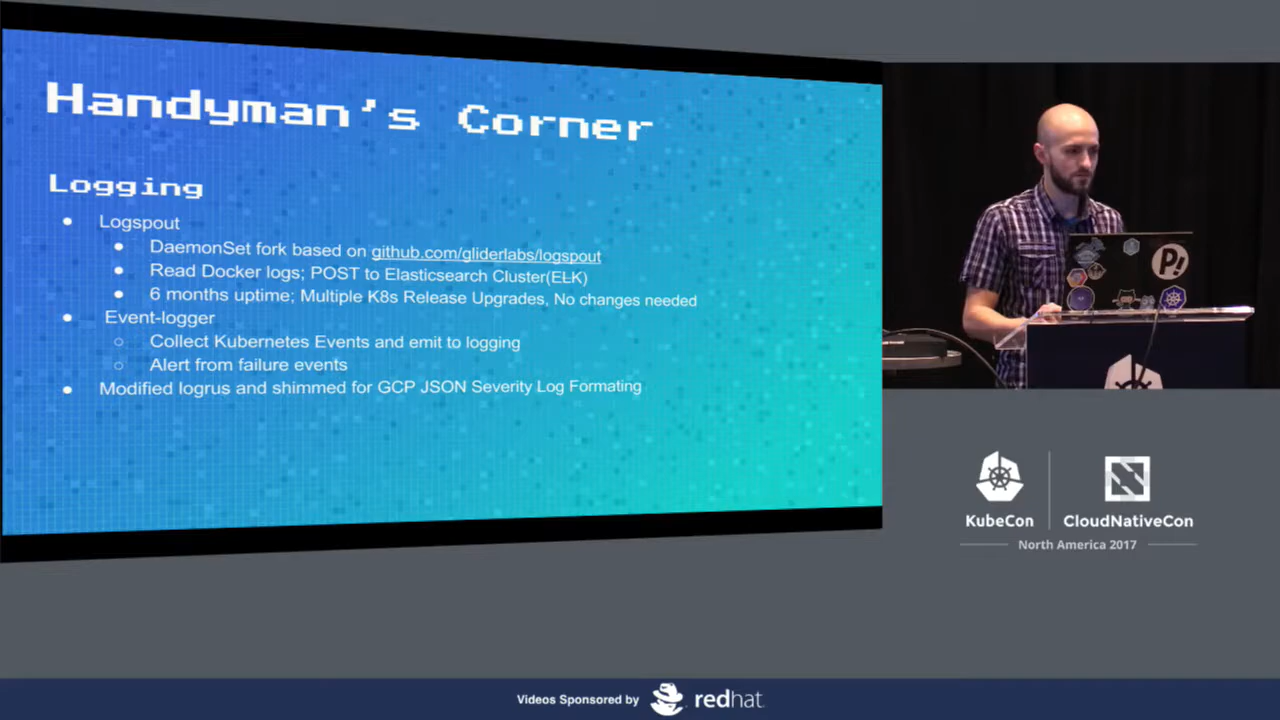 Handyman's Corner
Logging
Logspout
DaemonSet fork based on github.com/gliderlabs/logspout
Read Docker logs; POST to Elasticsearch Cluster(ELK)
6 months uptime; Multiple K8s Release Upgrades, No changes needed
Event-logger
Collect Kubernetes Events and emit to logging
Alert from failure events
Modified logrus and shimmed for GCP JSON Severity Log Formating
P!
KubeCon
CloudNativeCon
North America 2017
Videos Sponsored by redhat